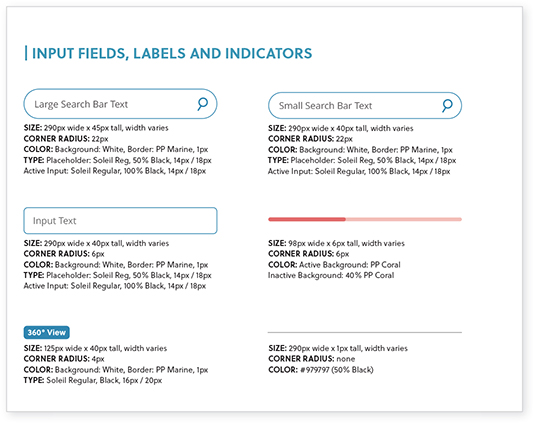 INPUT FIELDS, LABELS AND INDICATORS
Large Search Bar Text
SIZE: 290px wide x 45px tall, width varies
CORNER RADIUS: 22px
COLOR: Background: White, Border: PP Marine, 1px
TYPE: Placeholder: Soleil Reg, 50% Black, 14px / 18px
Active Input: Soleil Regular, 100% Black, 14px / 18px
Small Search Bar Text
SIZE: 290px wide x 40px tall, width varies
CORNER RADIUS: 22px
COLOR: Background: White, Border: PP Marine, 1px
TYPE: Placeholder: Soleil Reg, 50% Black, 14px / 18px
Active Input: Soleil Regular, 100% Black, 14px / 18px
Input Text
SIZE: 290px wide x 40px tall, width varies
CORNER RADIUS: 6px
COLOR: Background: White, Border: PP Marine, 1px
TYPE: Placeholder: Soleil Reg, 50% Black, 14px / 18px
Active Input: Soleil Regular, 100% Black, 14px / 18px
SIZE: 98px wide x 6px tall, width varies
CORNER RADIUS: 6px
COLOR: Active Background: PP Coral
Inactive Background: 40% PP Coral
360° View
SIZE: 125px wide x 40px tall, width varies
CORNER RADIUS: 4px
COLOR: Background: White, Border: PP Marine, 1px
TYPE: Soleil Regular, Black, 16px / 20px
SIZE: 290px wide x 1px tall, width varies
CORNER RADIUS: none
COLOR: #979797 (50% Black)